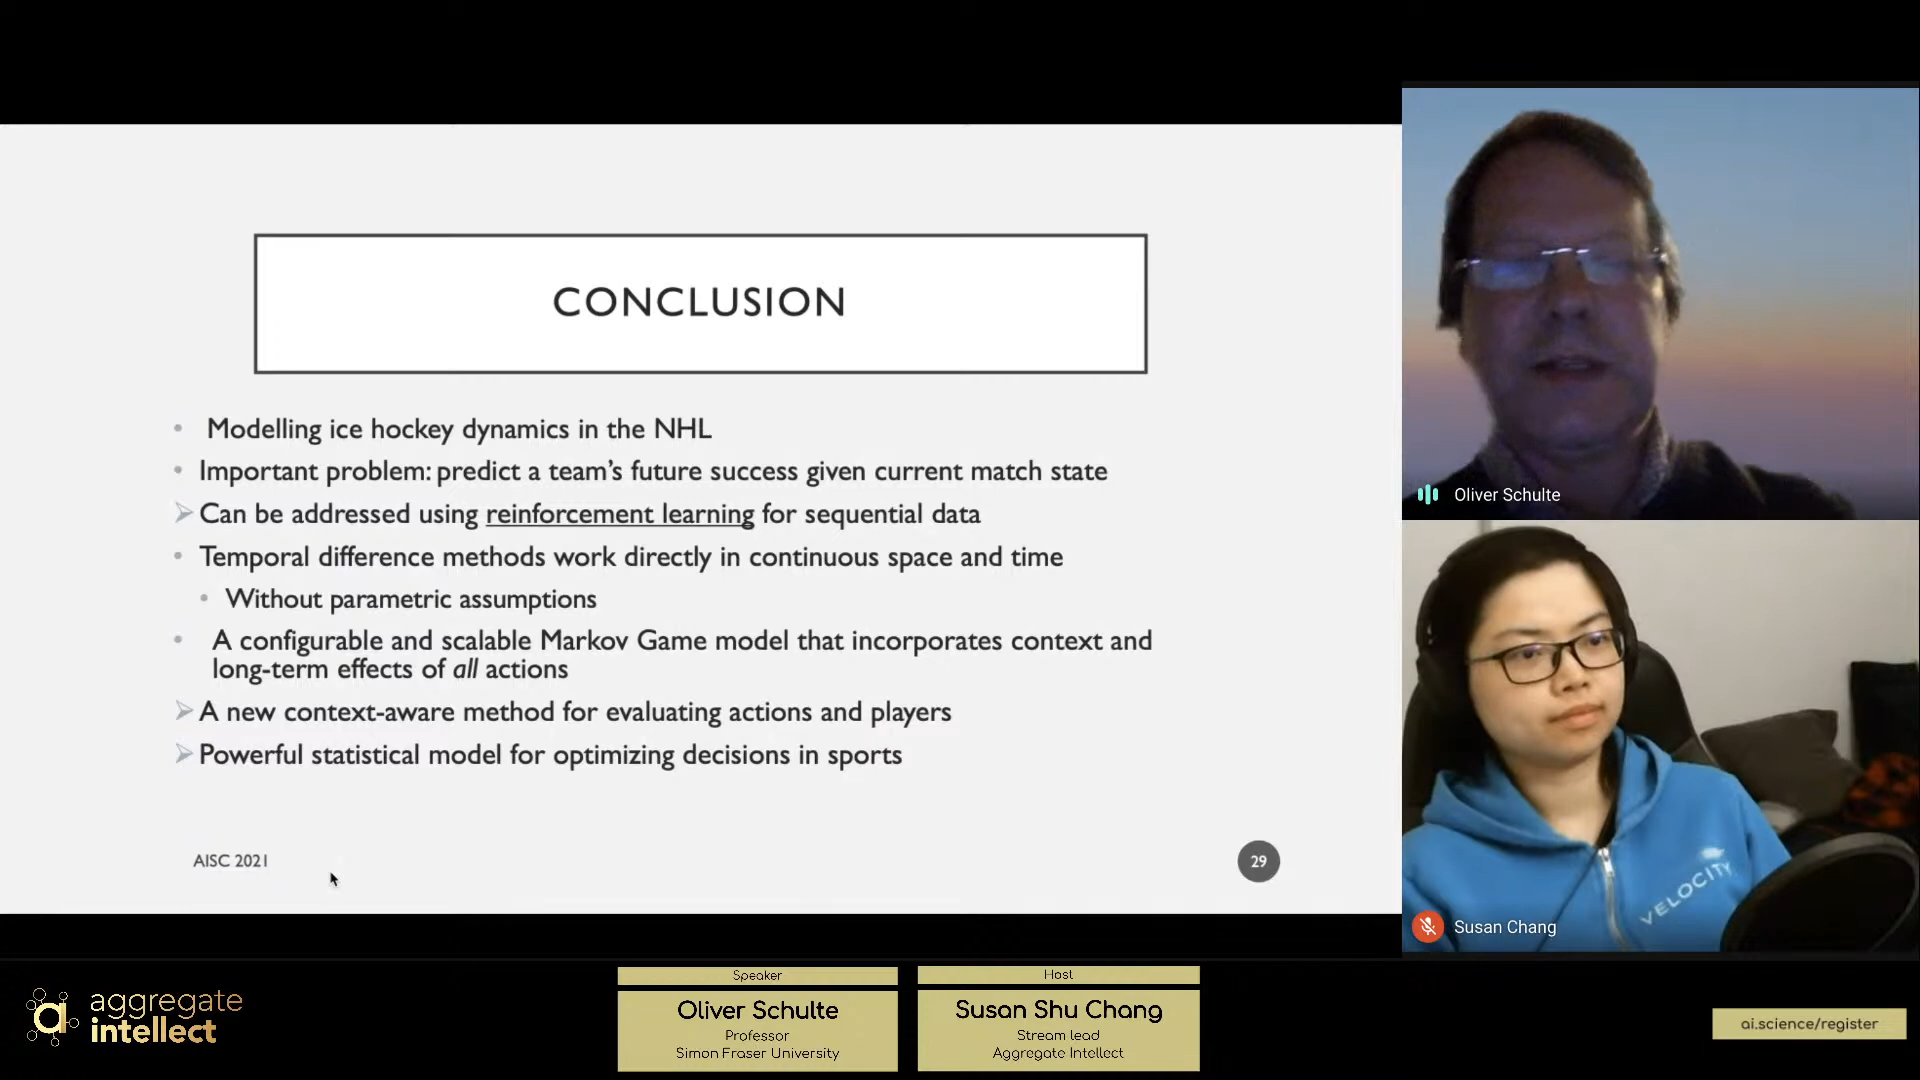 CONCLUSION
Modelling ice hockey dynamics in the NHL
Important problem: predict a team's future success given current match state
Can be addressed using reinforcement learning for sequential data
Temporal difference methods work directly in continuous space and time
Without parametric assumptions
A configurable and scalable Markov Game model that incorporates context and
long-term effects of all actions
A new context-aware method for evaluating actions and players
Powerful statistical model for optimizing decisions in sports
AISC 2021
29
Oliver Schulte
VELOCITY
Susan Chang
aggregate
intellect
Speaker
Oliver Schulte
Professor
Simon Fraser University
Host
Susan Shu Chang
Stream lead
Aggregate Intellect
ai.science/register